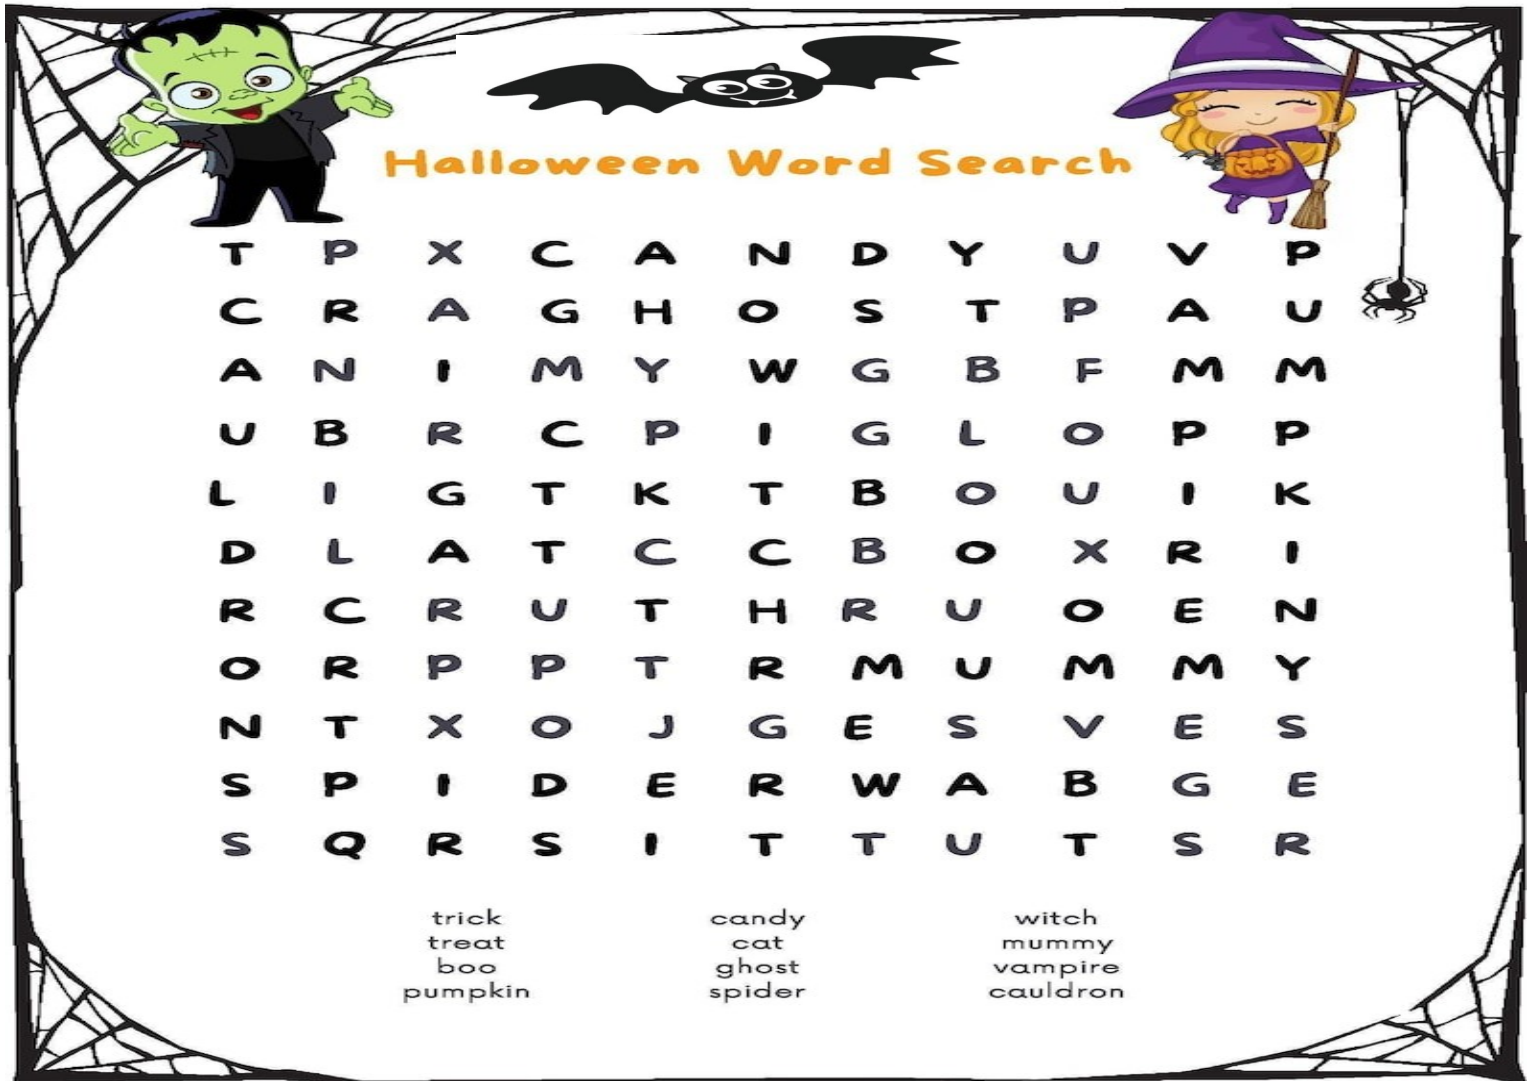 Halloween Word Search
T P X C A N D Y U V P
C R A G H O S T P A U
A N I M Y W G B F M M
U B R C P I G L O P P
L I G T K T B O U I K
D L A T C C B O X R I
R C R U T H R U O E N
O R P P T R M U M M Y
N T X O J G E S V E S
S P I D E R W A B G E
S Q R S I T T U T S R
trick candy witch
treat cat mummy
boo ghost vampire
pumpkin spider cauldron